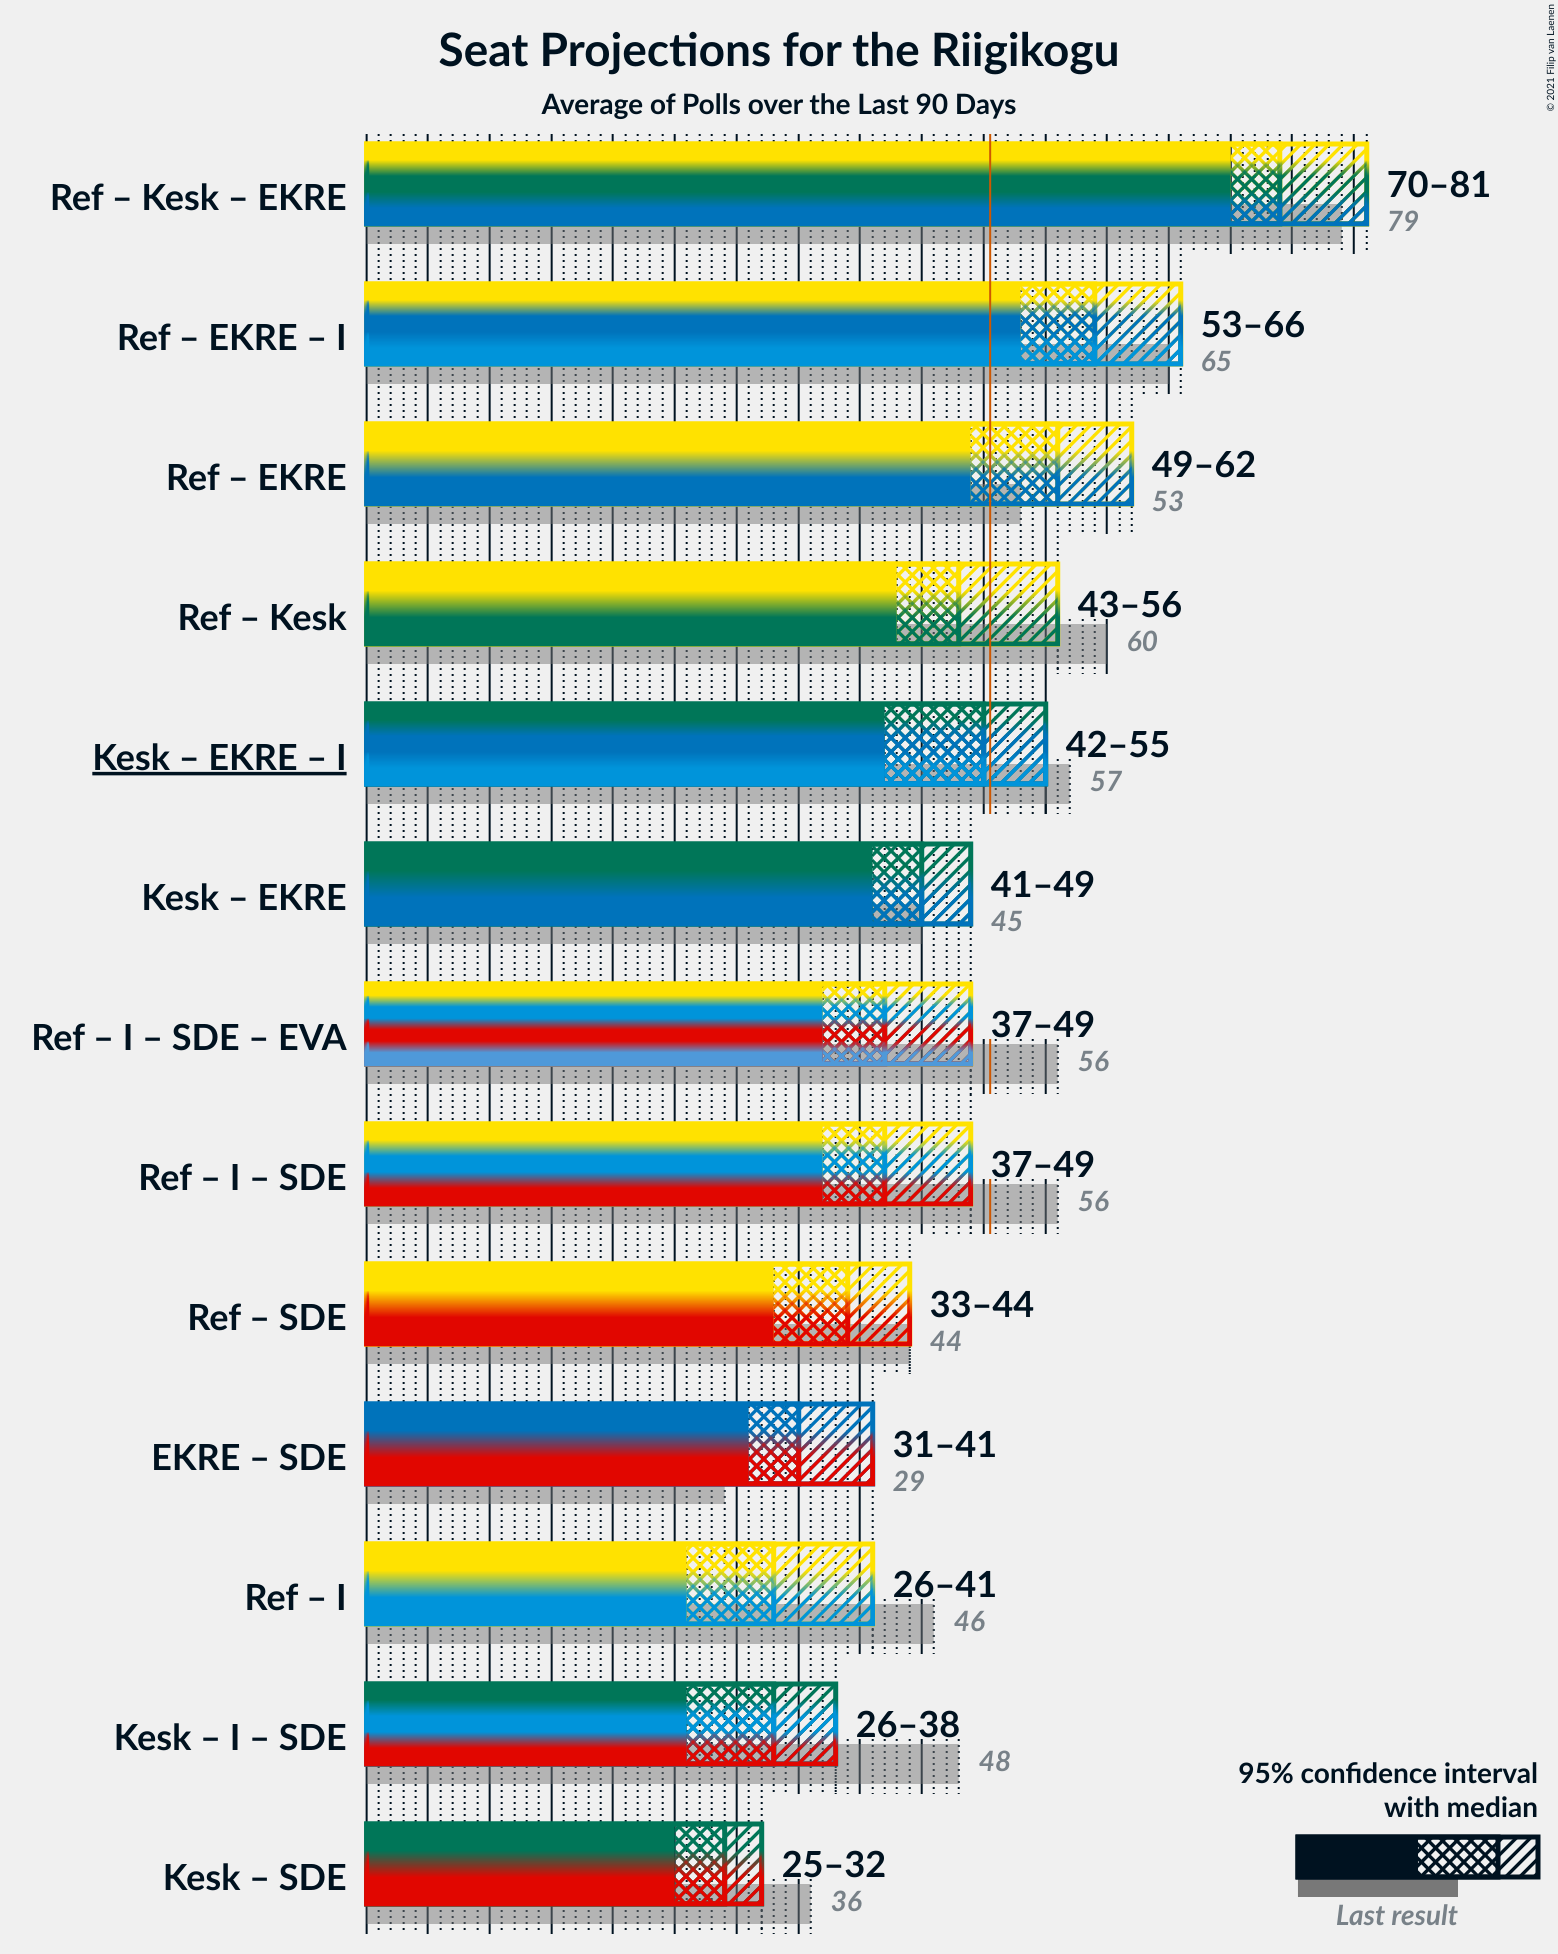 Seat Projections for the Riigikogu
Average of Polls over the Last 90 Days
© 2021 Filip van Laenen
Ref – Kesk – EKRE
70–81
79
Ref – EKRE – I
53–66
65
Ref – EKRE
49–62
53
Ref – Kesk
43–56
60
Kesk – EKRE – I
42–55
57
Kesk – EKRE
41–49
45
Ref – I – SDE – EVA
37–49
56
Ref – I – SDE
37–49
56
Ref – SDE
33–44
44
EKRE – SDE
31–41
29
Ref – I
26–41
46
Kesk – I – SDE
26–38
48
Kesk – SDE
25–32
36
95% confidence interval
with median
Last result